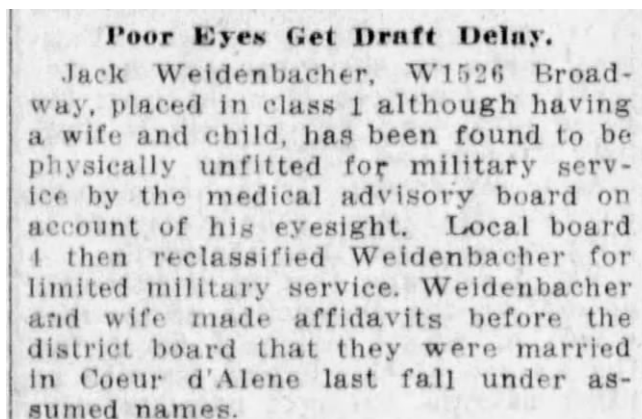 Poor Eyes Get Draft Delay.
Jack Weidenbacher, W1526 Broad-
way, placed in class 1 although having
a wife and child, has been found to be
physically unfitted for military serv-
ice by the medical advisory board on
account of his eyesight. Local board
4 then reclassified Weidenbacher for
limited military service. Weidenbacher
and wife made affidavits before the
district board that they were married
in Coeur d'Alene last fall under as-
sumed names.